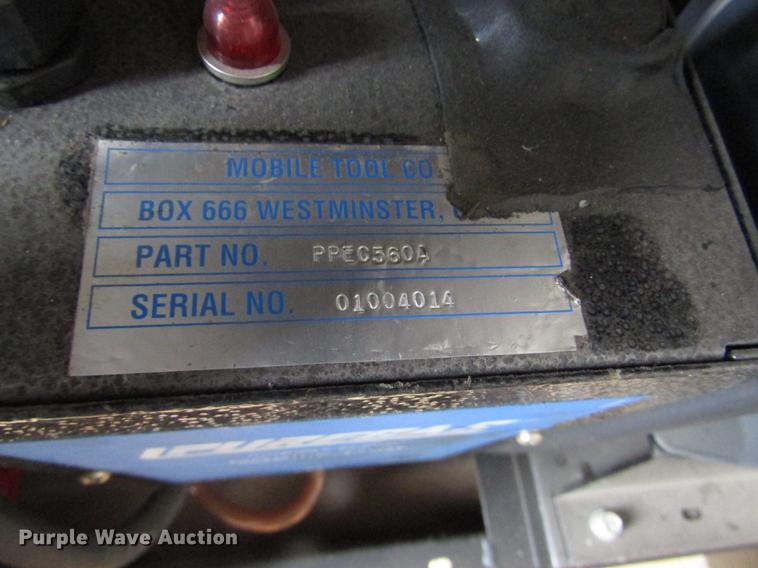 MOBILE TOOL CO
BOX 666 WESTMINSTER,
PART NO. PPEC560A
SERIAL NO. 01004014
Purple Wave Auction